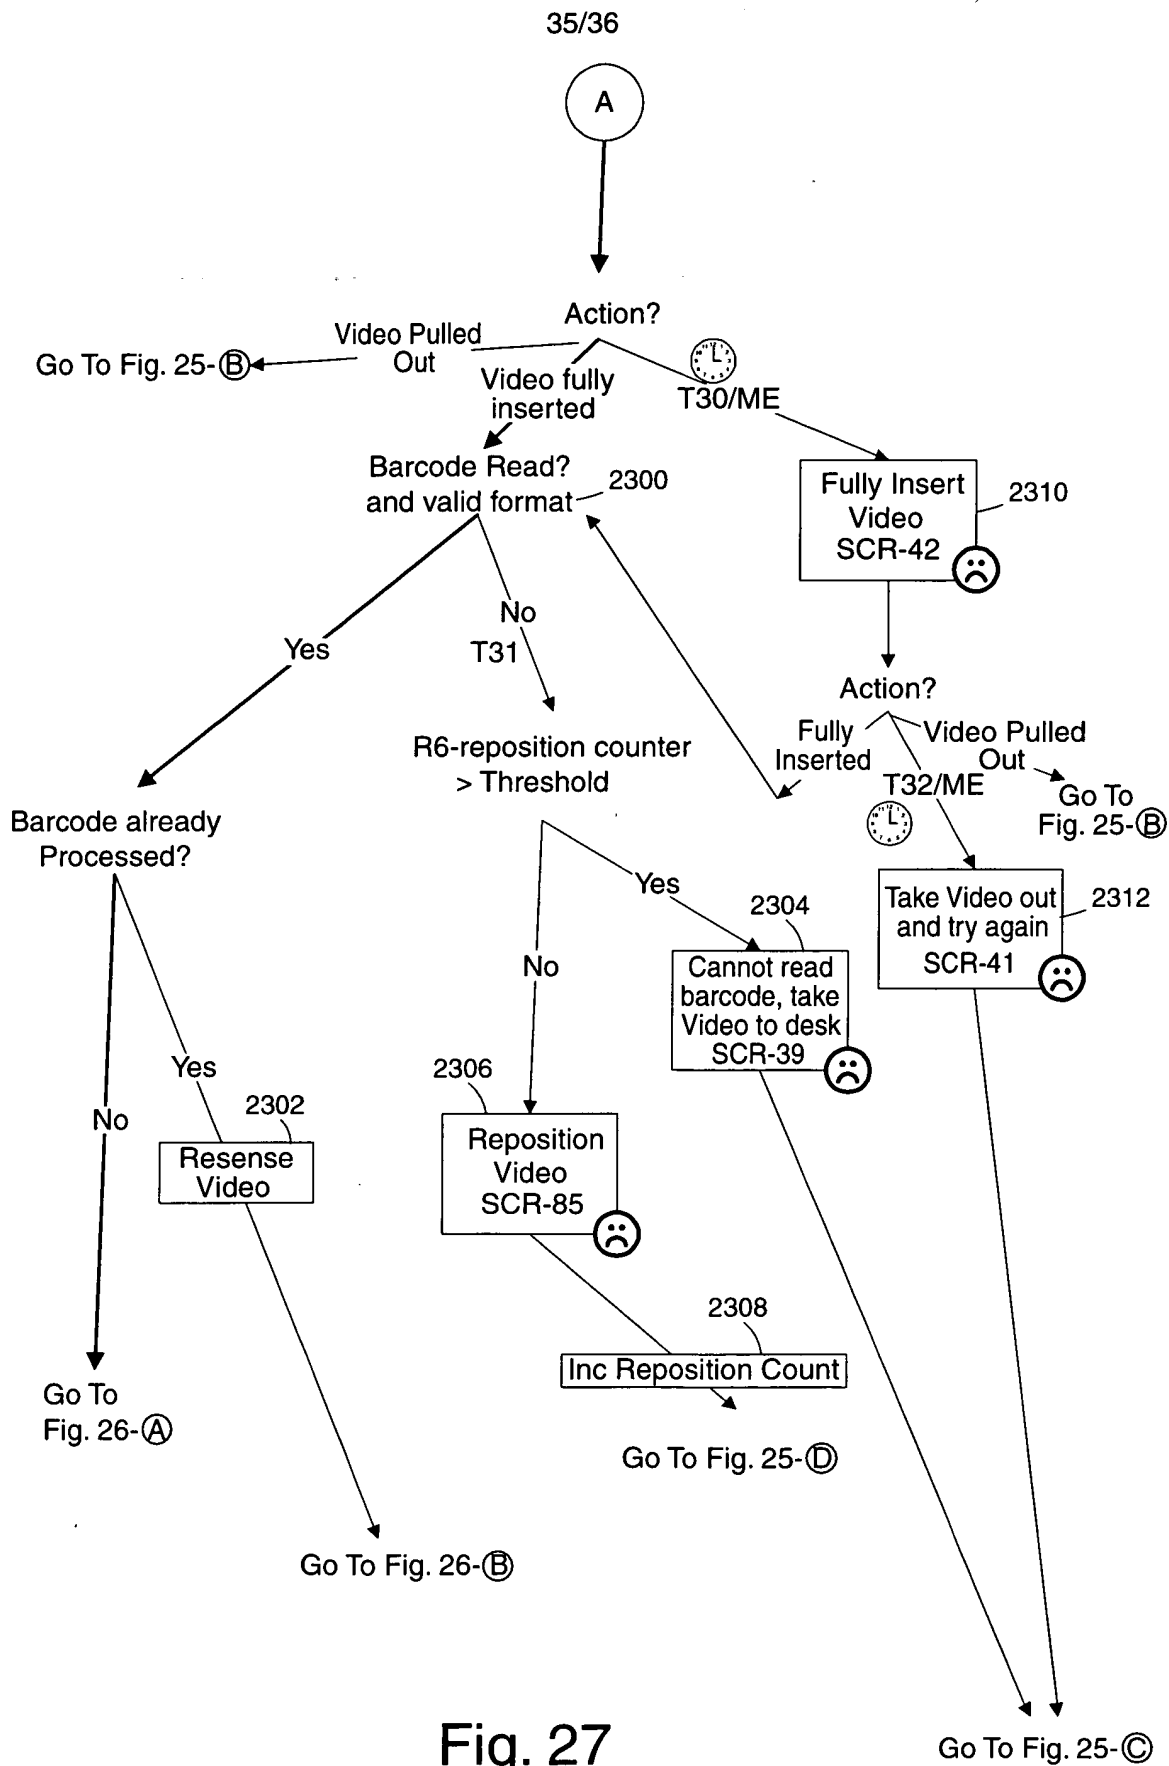 35/36
A
Action?
Video Pulled
Out
Go To Fig. 25-B
Video fully
inserted
T30/ME
Barcode Read?
and valid format
2300
Fully Insert
Video
SCR-42
2310
No
T31
Yes
Action?
Fully
Inserted
Video Pulled
Out
T32/ME
Go To
Fig. 25-B
R6-reposition counter
> Threshold
Barcode already
Processed?
Yes
2304
Take Video out
and try again
SCR-41
2312
No
Cannot read
barcode, take
Video to desk
SCR-39
Yes
2306
No
2302
Reposition
Video
SCR-85
Resense
Video
2308
Inc Reposition Count
Go To
Fig. 26-A
Go To Fig. 25-D
Go To Fig. 26-B
Fig. 27
Go To Fig. 25-C